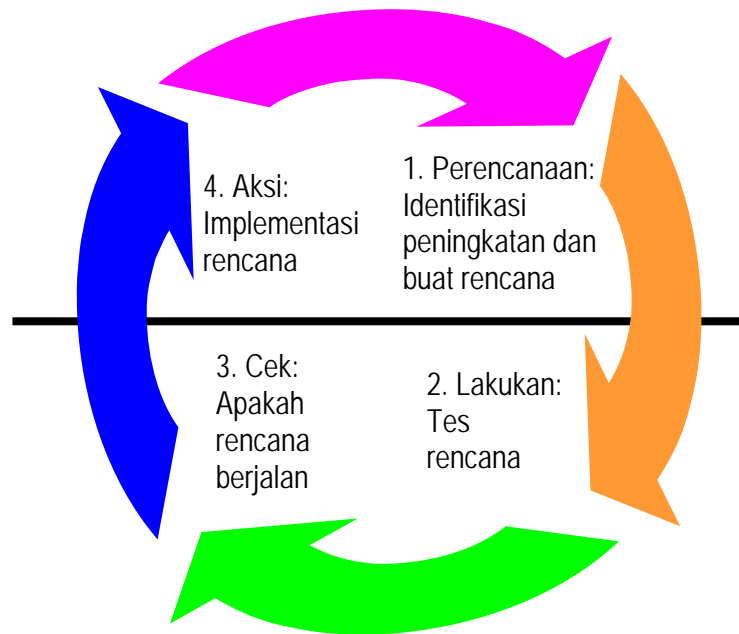 1. Perencanaan:
Identifikasi
peningkatan dan
buat rencana
2. Lakukan:
Tes
rencana
3. Cek:
Apakah
rencana
berjalan
4. Aksi:
Implementasi
rencana